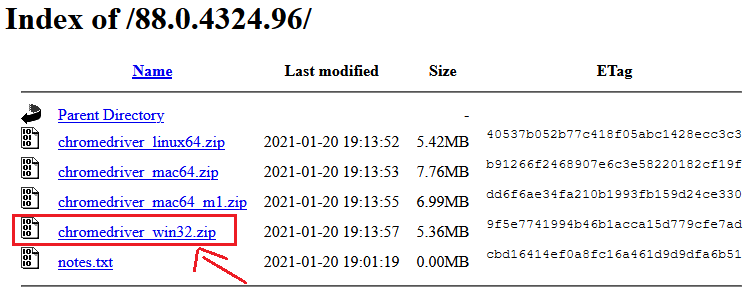 Index of /88.0.4324.96/
Name Last modified Size ETag
Parent Directory -
chromedriver_linux64.zip 2021-01-20 19:13:52 5.42MB 40537b052b77c418f05abc1428ecc3c3
chromedriver_mac64.zip 2021-01-20 19:13:53 7.76MB b91266f2468907e6c3e58220182cf19f
chromedriver_mac64_m1.zip 2021-01-20 19:13:55 6.99MB dd6f6ae34fa210b1993fb159d24ce330
chromedriver_win32.zip 2021-01-20 19:13:57 5.36MB 9f5e7741994b46b1acca15d779cfe7ad
notes.txt 2021-01-20 19:01:19 0.00MB cbd16414ef0a8fc16a461d9d9dfa6b51